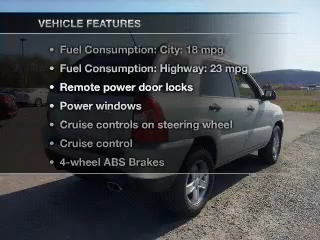 VEHICLE FEATURES
• Fuel Consumption: City: 18 mpg
• Fuel Consumption: Highway: 23 mpg
• Remote power door locks
• Power windows
• Cruise controls on steering wheel
• Cruise control
• 4-wheel ABS Brakes